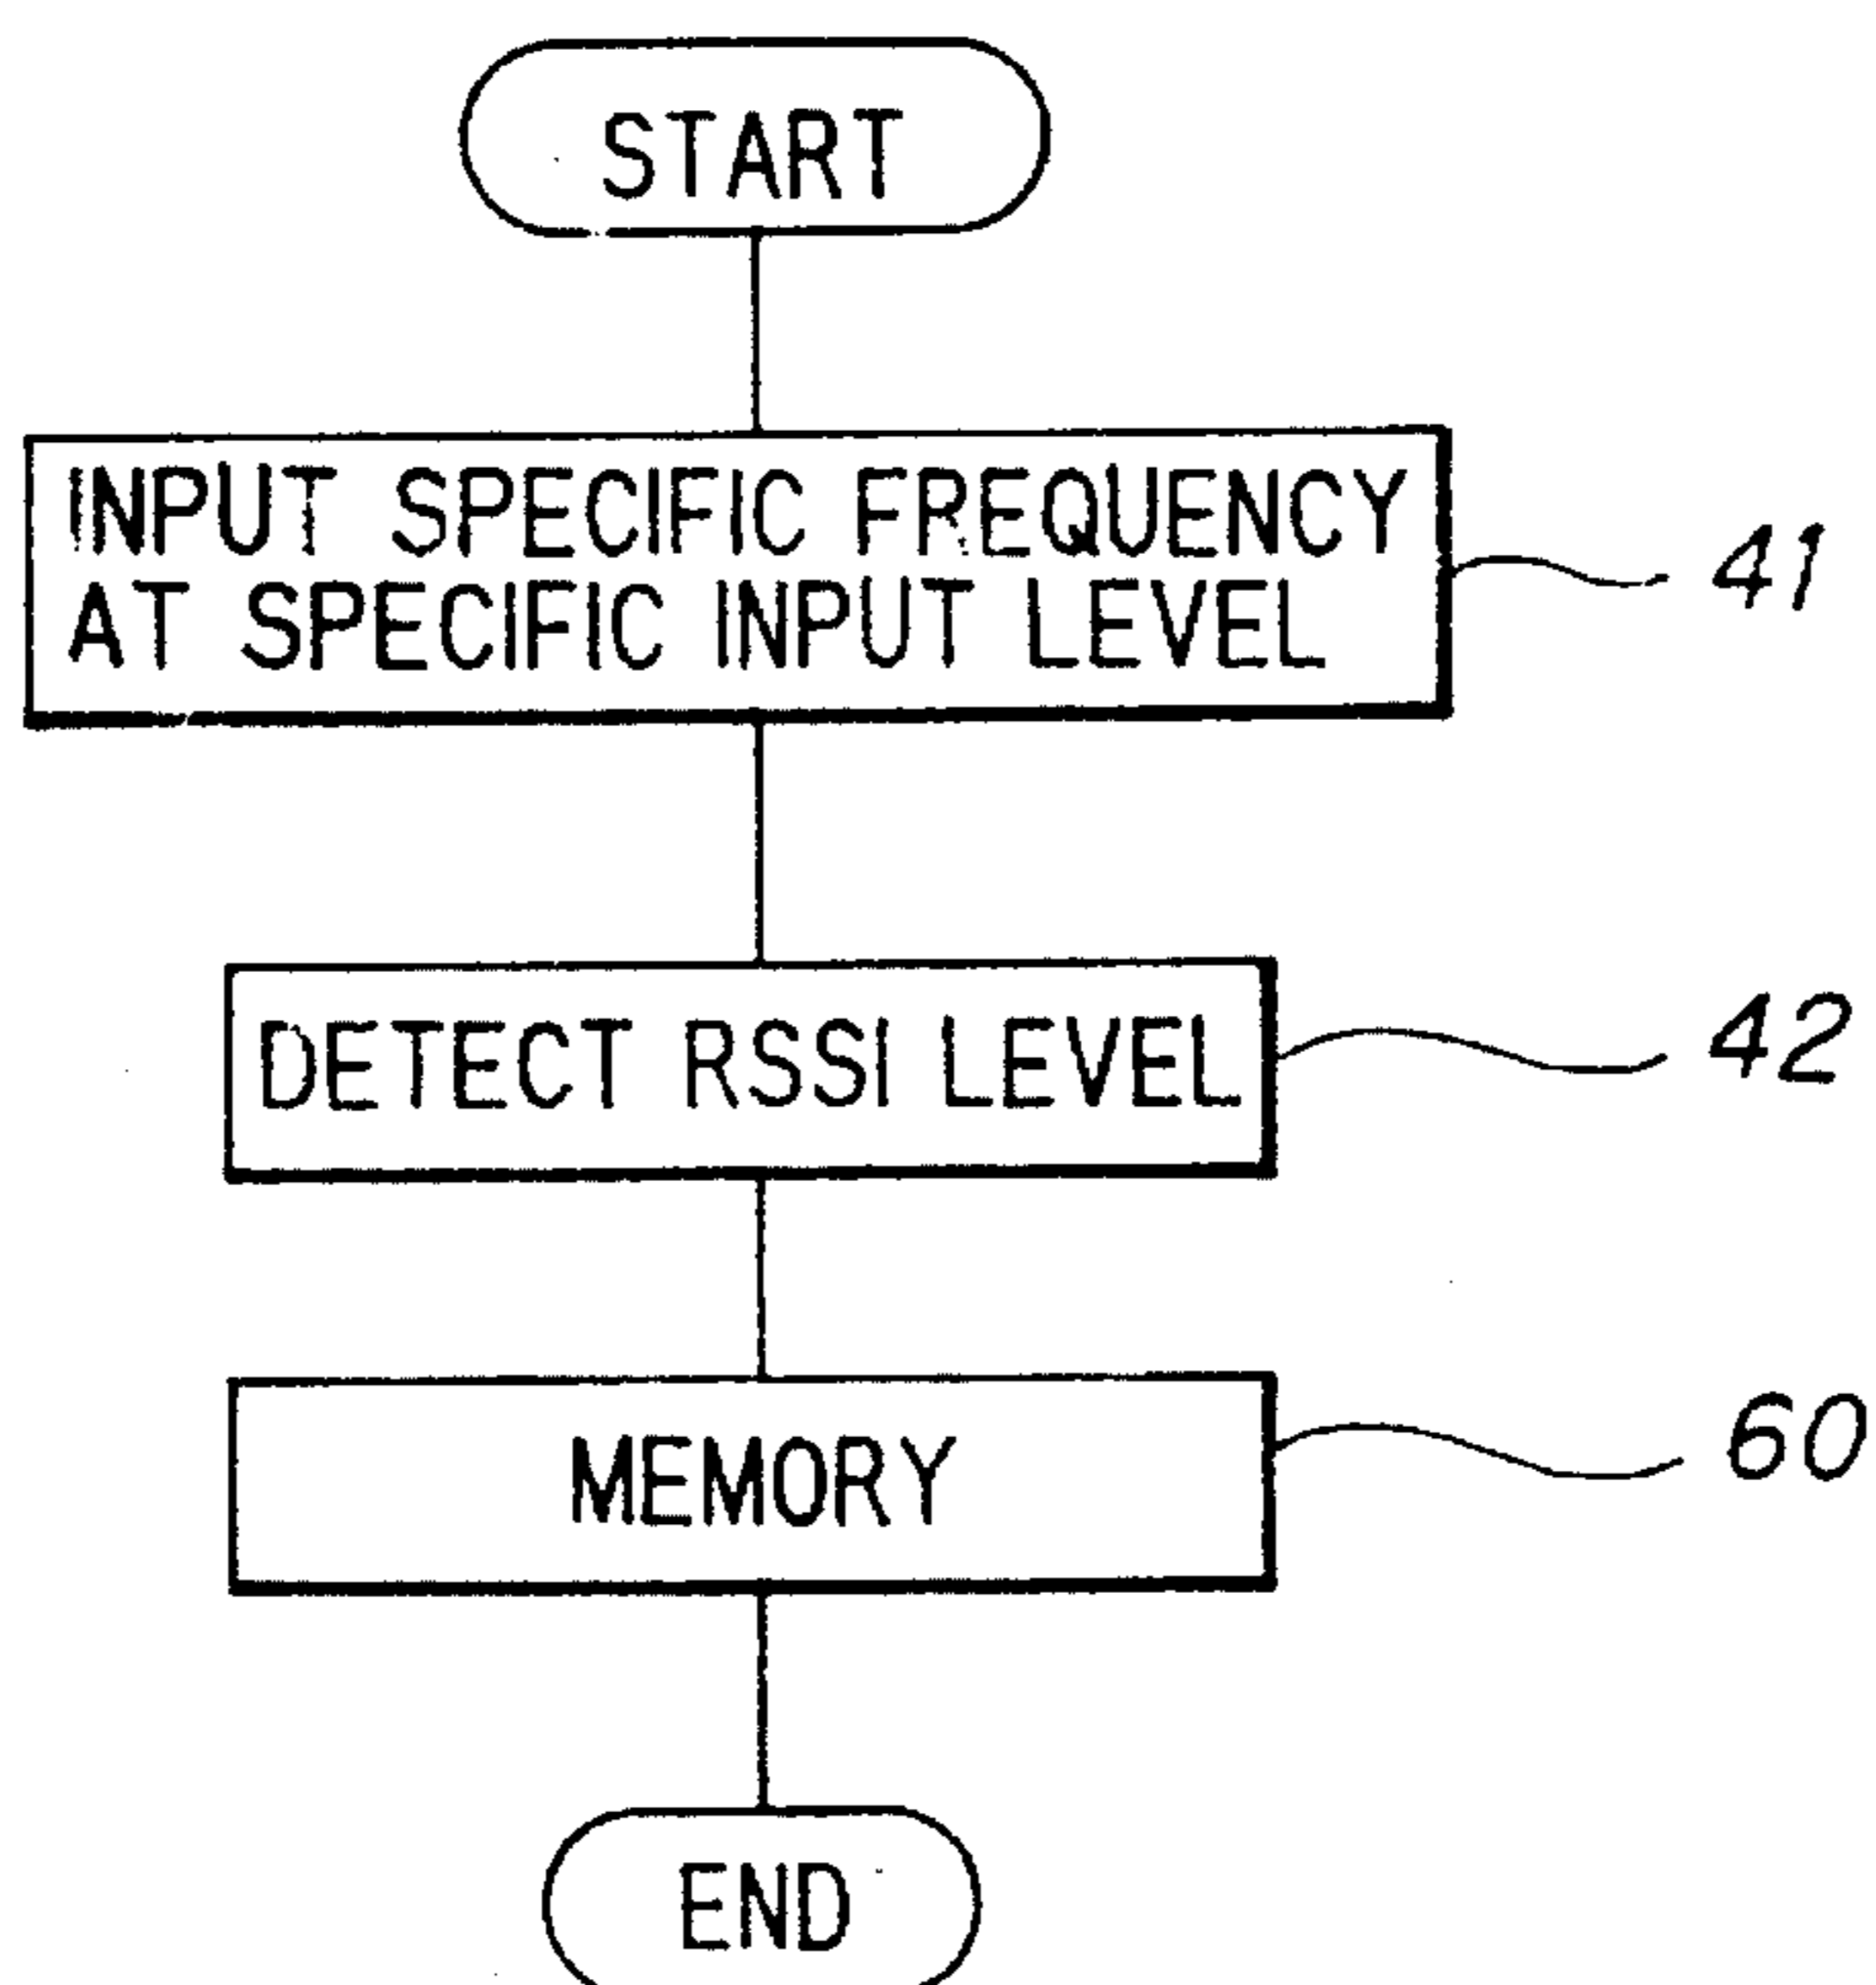 START
INPUT SPECIFIC FREQUENCY
AT SPECIFIC INPUT LEVEL
41
DETECT RSSI LEVEL
42
MEMORY
60
END